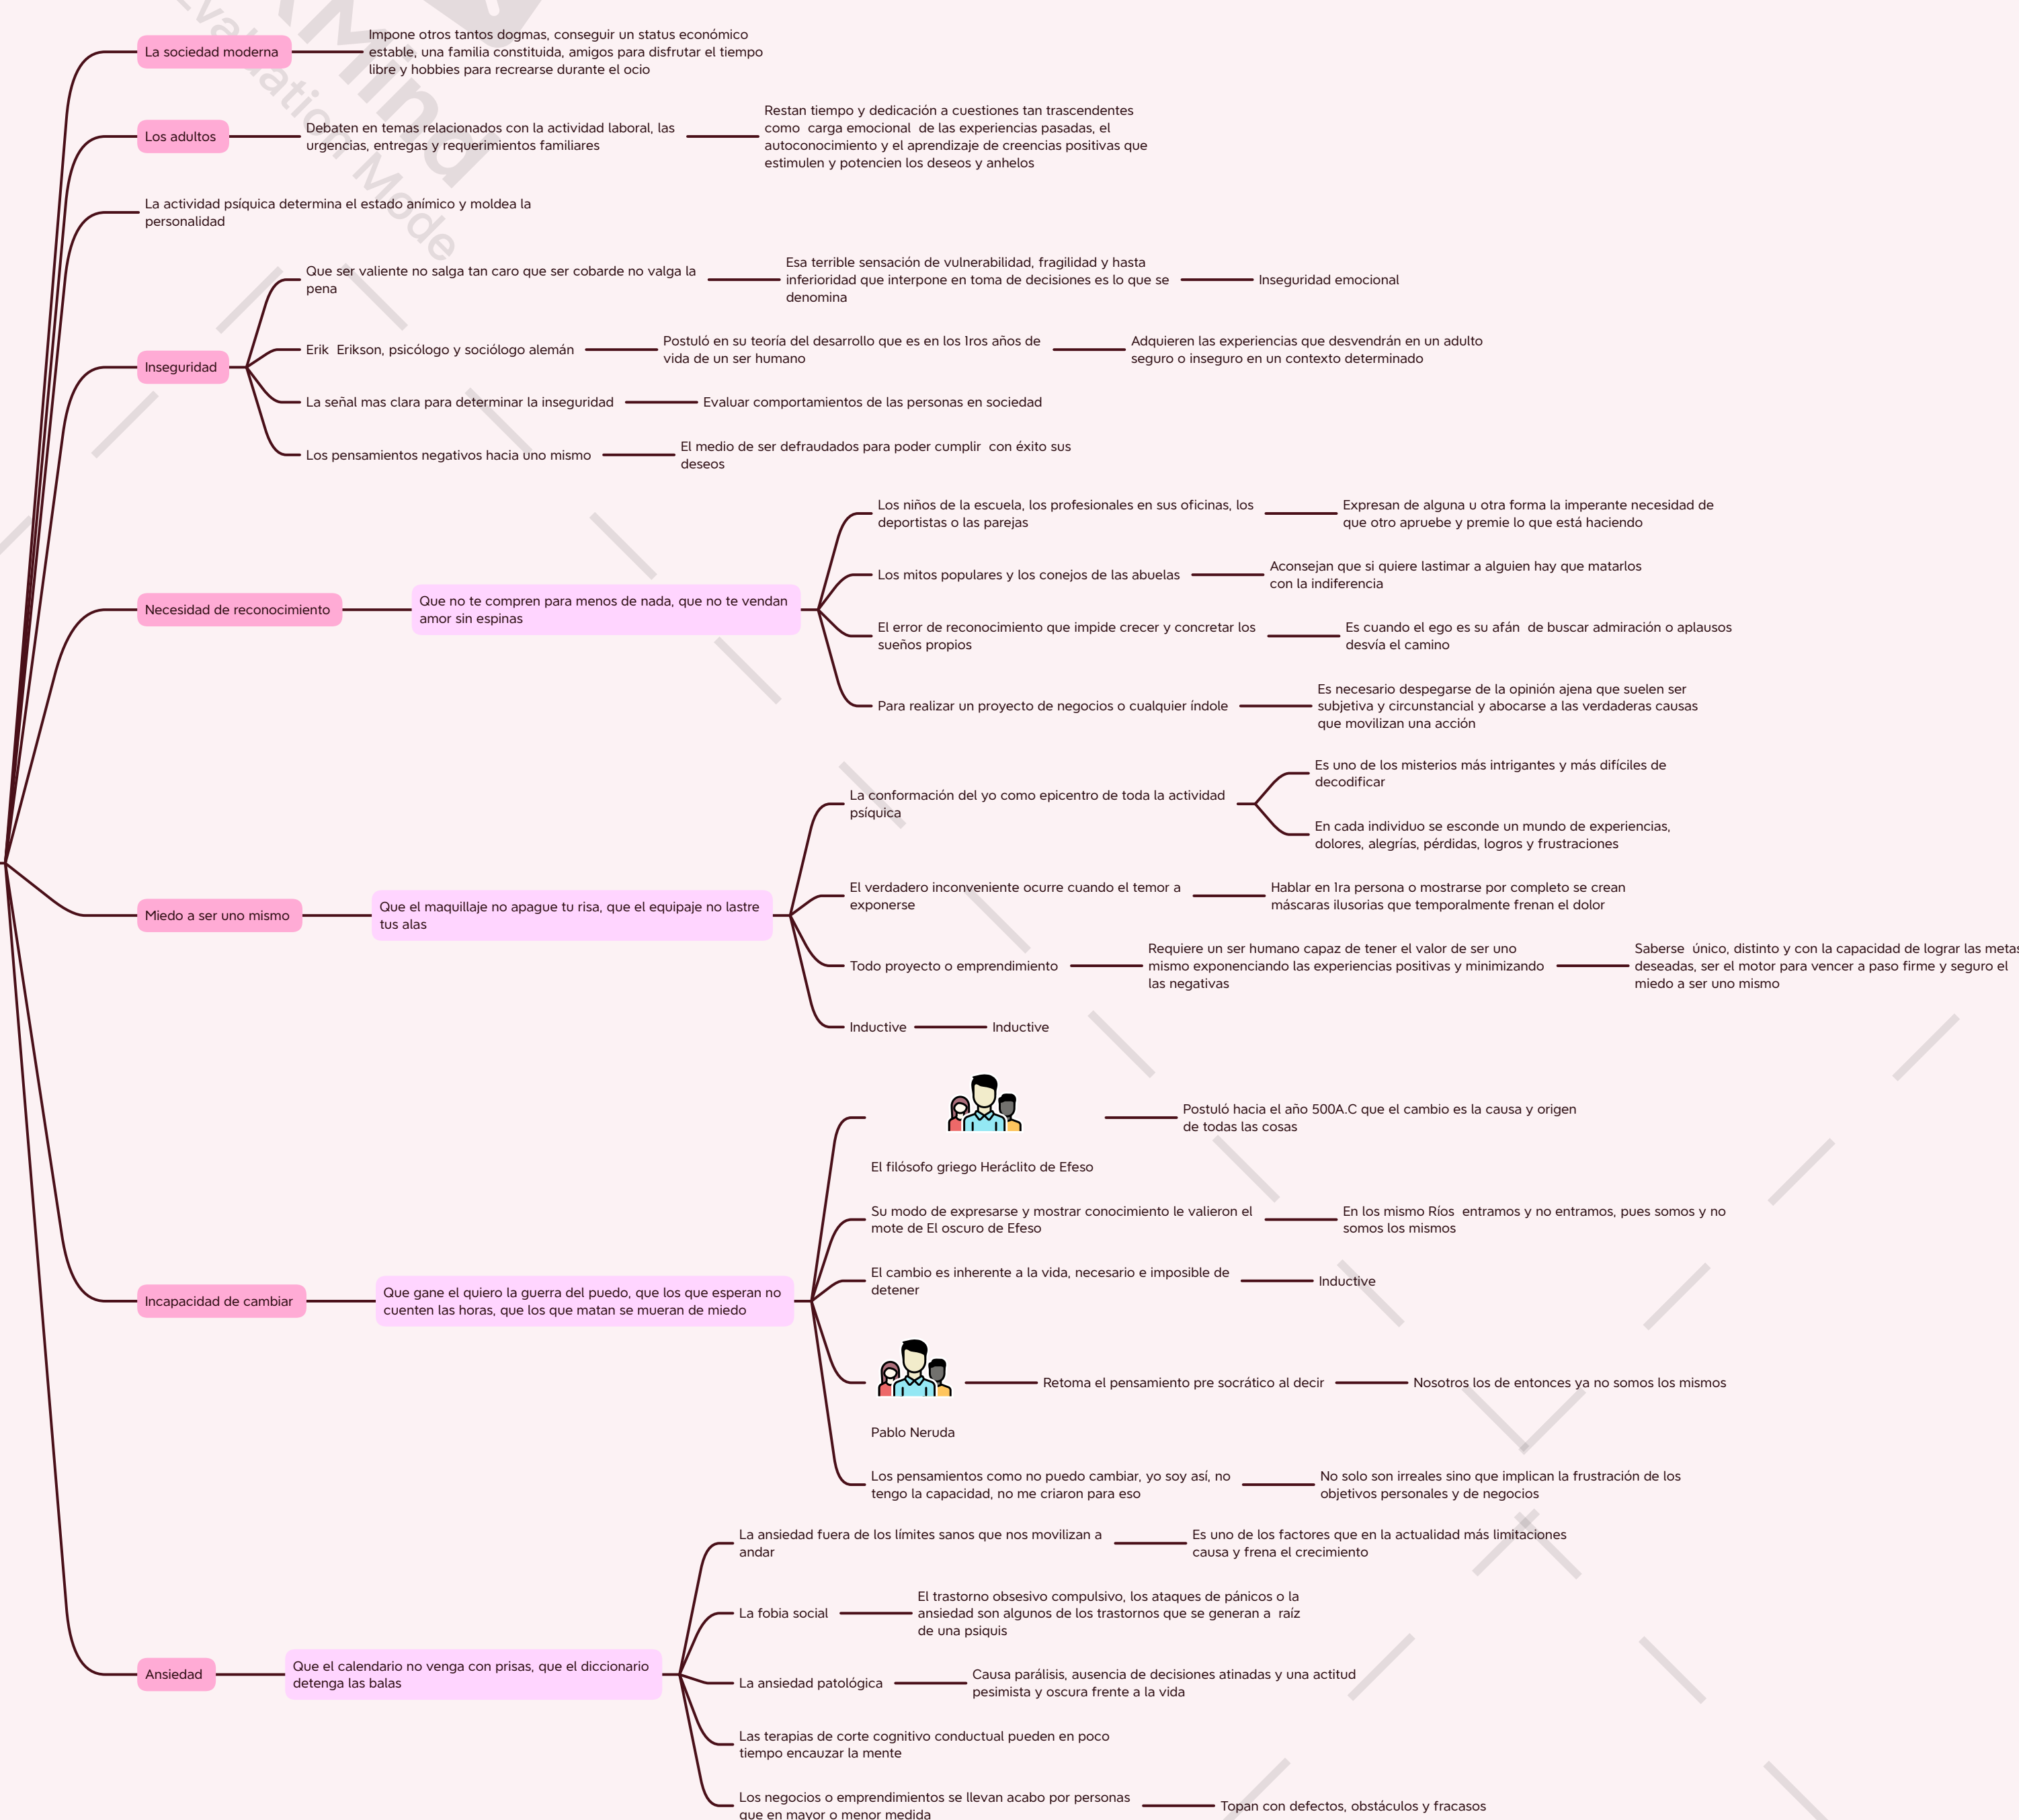 La sociedad moderna
Impone otros tantos dogmas, conseguir un status económico
estable, una familia constituida, amigos para disfrutar el tiempo
libre y hobbies para recrearse durante el ocio
Los adultos
Debaten en temas relacionados con la actividad laboral, las
urgencias, entregas y requerimientos familiares
Restan tiempo y dedicación a cuestiones tan trascendentes
como  carga emocional  de las experiencias pasadas, el
autoconocimiento y el aprendizaje de creencias positivas que
estimulen y potencien los deseos y anhelos
La actividad psíquica determina el estado anímico y moldea la
personalidad
Inseguridad
Que ser valiente no salga tan caro que ser cobarde no valga la
pena
Esa terrible sensación de vulnerabilidad, fragilidad y hasta
inferioridad que interpone en toma de decisiones es lo que se
denomina
Inseguridad emocional
Erik  Erikson, psicólogo y sociólogo alemán
Postuló en su teoría del desarrollo que es en los 1ros años de
vida de un ser humano
Adquieren las experiencias que desvendrán en un adulto
seguro o inseguro en un contexto determinado
La señal mas clara para determinar la inseguridad
Evaluar comportamientos de las personas en sociedad
Los pensamientos negativos hacia uno mismo
El medio de ser defraudados para poder cumplir  con éxito sus
deseos
Necesidad de reconocimiento
Que no te compren para menos de nada, que no te vendan
amor sin espinas
Los niños de la escuela, los profesionales en sus oficinas, los
deportistas o las parejas
Expresan de alguna u otra forma la imperante necesidad de
que otro apruebe y premie lo que está haciendo
Los mitos populares y los conejos de las abuelas
Aconsejan que si quiere lastimar a alguien hay que matarlos
con la indiferencia
El error de reconocimiento que impide crecer y concretar los
sueños propios
Es cuando el ego es su afán  de buscar admiración o aplausos
desvía el camino
Para realizar un proyecto de negocios o cualquier índole
Es necesario despegarse de la opinión ajena que suelen ser
subjetiva y circunstancial y abocarse a las verdaderas causas
que movilizan una acción
Miedo a ser uno mismo
Que el maquillaje no apague tu risa, que el equipaje no lastre
tus alas
La conformación del yo como epicentro de toda la actividad
psíquica
Es uno de los misterios más intrigantes y más difíciles de
decodificar
En cada individuo se esconde un mundo de experiencias,
dolores, alegrías, pérdidas, logros y frustraciones
El verdadero inconveniente ocurre cuando el temor a
exponerse
Hablar en 1ra persona o mostrarse por completo se crean
máscaras ilusorias que temporalmente frenan el dolor
Todo proyecto o emprendimiento
Requiere un ser humano capaz de tener el valor de ser uno
mismo exponenciando las experiencias positivas y minimizando
las negativas
Saberse  único, distinto y con la capacidad de lograr las metas
deseadas, ser el motor para vencer a paso firme y seguro el
miedo a ser uno mismo
Inductive
Inductive
Incapacidad de cambiar
Que gane el quiero la guerra del puedo, que los que esperan no
cuenten las horas, que los que matan se mueran de miedo
El filósofo griego Heráclito de Efeso
Postuló hacia el año 500A.C que el cambio es la causa y origen
de todas las cosas
Su modo de expresarse y mostrar conocimiento le valieron el
mote de El oscuro de Efeso
En los mismo Ríos  entramos y no entramos, pues somos y no
somos los mismos
El cambio es inherente a la vida, necesario e imposible de
detener
Inductive
Pablo Neruda
Retoma el pensamiento pre socrático al decir
Nosotros los de entonces ya no somos los mismos
Los pensamientos como no puedo cambiar, yo soy así, no
tengo la capacidad, no me criaron para eso
No solo son irreales sino que implican la frustración de los
objetivos personales y de negocios
Ansiedad
Que el calendario no venga con prisas, que el diccionario
detenga las balas
La ansiedad fuera de los límites sanos que nos movilizan a
andar
Es uno de los factores que en la actualidad más limitaciones
causa y frena el crecimiento
La fobia social
El trastorno obsesivo compulsivo, los ataques de pánicos o la
ansiedad son algunos de los trastornos que se generan a  raíz
de una psiquis
La ansiedad patológica
Causa parálisis, ausencia de decisiones atinadas y una actitud
pesimista y oscura frente a la vida
Las terapias de corte cognitivo conductual pueden en poco
tiempo encauzar la mente
Los negocios o emprendimientos se llevan acabo por personas
que en mayor o menor medida
Topan con defectos, obstáculos y fracasos
XMind
Evaluation Mode